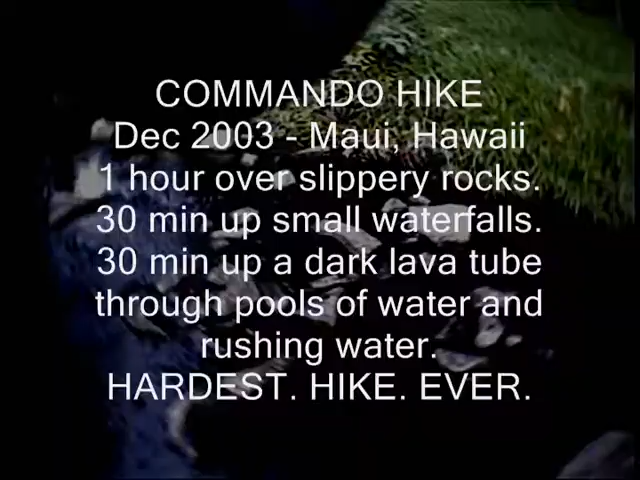 COMMANDO HIKE
Dec 2003 - Maui, Hawaii
1 hour over slippery rocks.
30 min up small waterfalls.
30 min up a dark lava tube
through pools of water and
rushing water.
HARDEST. HIKE. EVER.